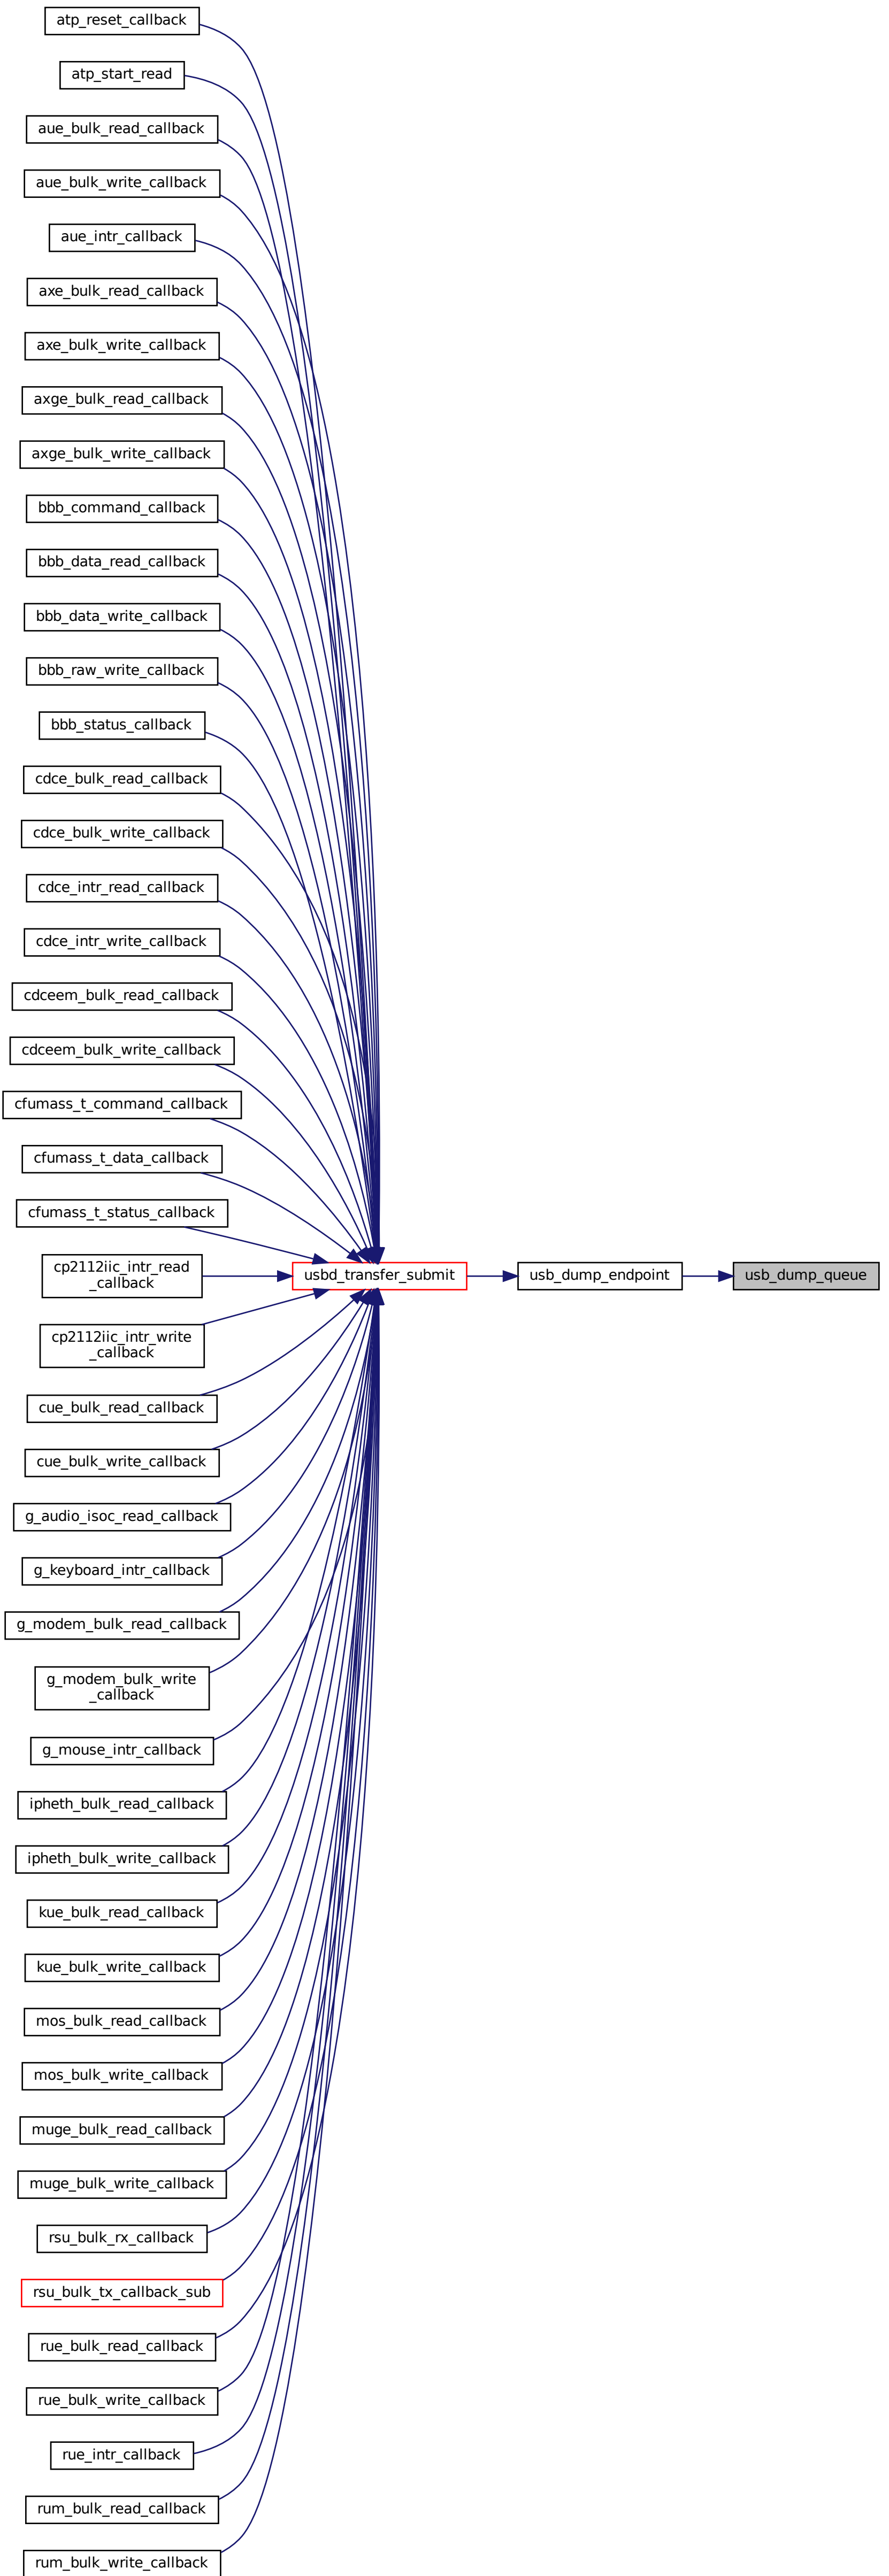 atp_reset_callback
atp_start_read
aue_bulk_read_callback
aue_bulk_write_callback
aue_intr_callback
axe_bulk_read_callback
axe_bulk_write_callback
axge_bulk_read_callback
axge_bulk_write_callback
bbb_command_callback
bbb_data_read_callback
bbb_data_write_callback
bbb_raw_write_callback
bbb_status_callback
cdce_bulk_read_callback
cdce_bulk_write_callback
cdce_intr_read_callback
cdce_intr_write_callback
cdceem_bulk_read_callback
cdceem_bulk_write_callback
cfumass_t_command_callback
cfumass_t_data_callback
cfumass_t_status_callback
cp2112iic_intr_read
_callback
usbd_transfer_submit
usb_dump_endpoint
usb_dump_queue
cp2112iic_intr_write
_callback
cue_bulk_read_callback
cue_bulk_write_callback
g_audio_isoc_read_callback
g_keyboard_intr_callback
g_modem_bulk_read_callback
g_modem_bulk_write
_callback
g_mouse_intr_callback
ipheth_bulk_read_callback
ipheth_bulk_write_callback
kue_bulk_read_callback
kue_bulk_write_callback
mos_bulk_read_callback
mos_bulk_write_callback
muge_bulk_read_callback
muge_bulk_write_callback
rsu_bulk_rx_callback
rsu_bulk_tx_callback_sub
rue_bulk_read_callback
rue_bulk_write_callback
rue_intr_callback
rum_bulk_read_callback
rum_bulk_write_callback